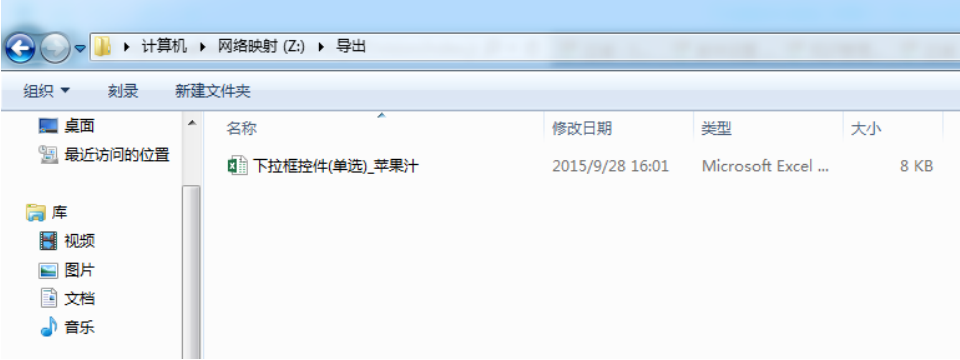 计算机 网络映射 (Z:) 导出
组织 刻录 新建文件夹
名称 修改日期 类型 大小
下拉框控件(单选)_苹果汁 2015/9/28 16:01 Microsoft Excel ... 8 KB
桌面
最近访问的位置
库
视频
图片
文档
音乐